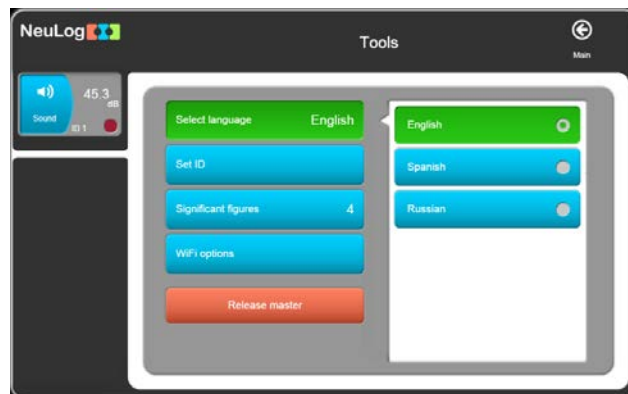 NeuLog
Tools
Main
45.3
dB
Sound
ID 1
Select language English
Set ID
Significant figures 4
WiFi options
Release master
English
Spanish
Russian